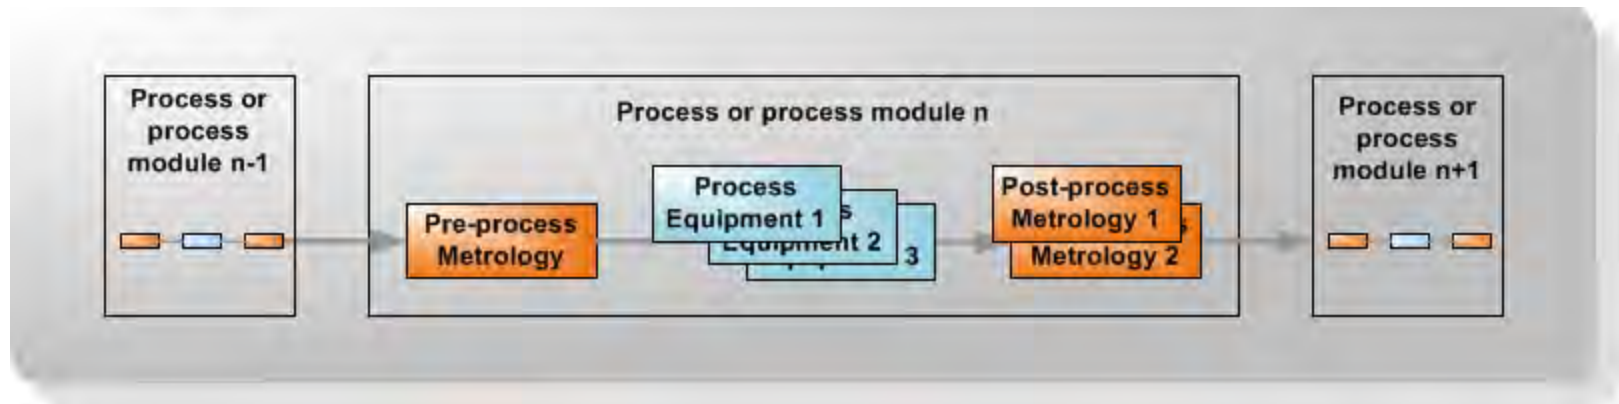 Process or
process
module n-1
Process or process module n
Pre-process
Metrology
Process
Equipment 1
Equipment 2
3
Post-process
Metrology 1
Metrology 2
Process or
process
module n+1